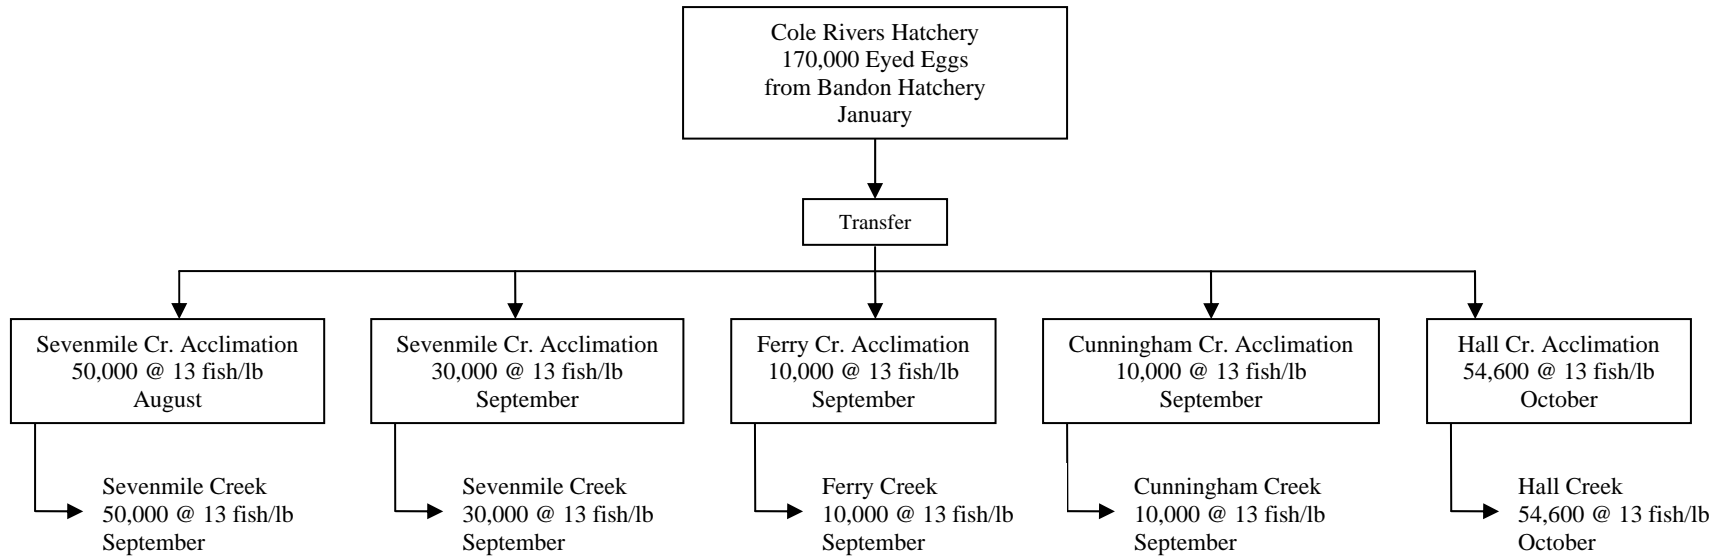 Cole Rivers Hatchery
170,000 Eyed Eggs
from Bandon Hatchery
January
Transfer
Sevenmile Cr. Acclimation
50,000 @ 13 fish/lb
August
Sevenmile Cr. Acclimation
30,000 @ 13 fish/lb
September
Ferry Cr. Acclimation
10,000 @ 13 fish/lb
September
Cunningham Cr. Acclimation
10,000 @ 13 fish/lb
September
Hall Cr. Acclimation
54,600 @ 13 fish/lb
October
Sevenmile Creek
50,000 @ 13 fish/lb
September
Sevenmile Creek
30,000 @ 13 fish/lb
September
Ferry Creek
10,000 @ 13 fish/lb
September
Cunningham Creek
10,000 @ 13 fish/lb
September
Hall Creek
54,600 @ 13 fish/lb
October